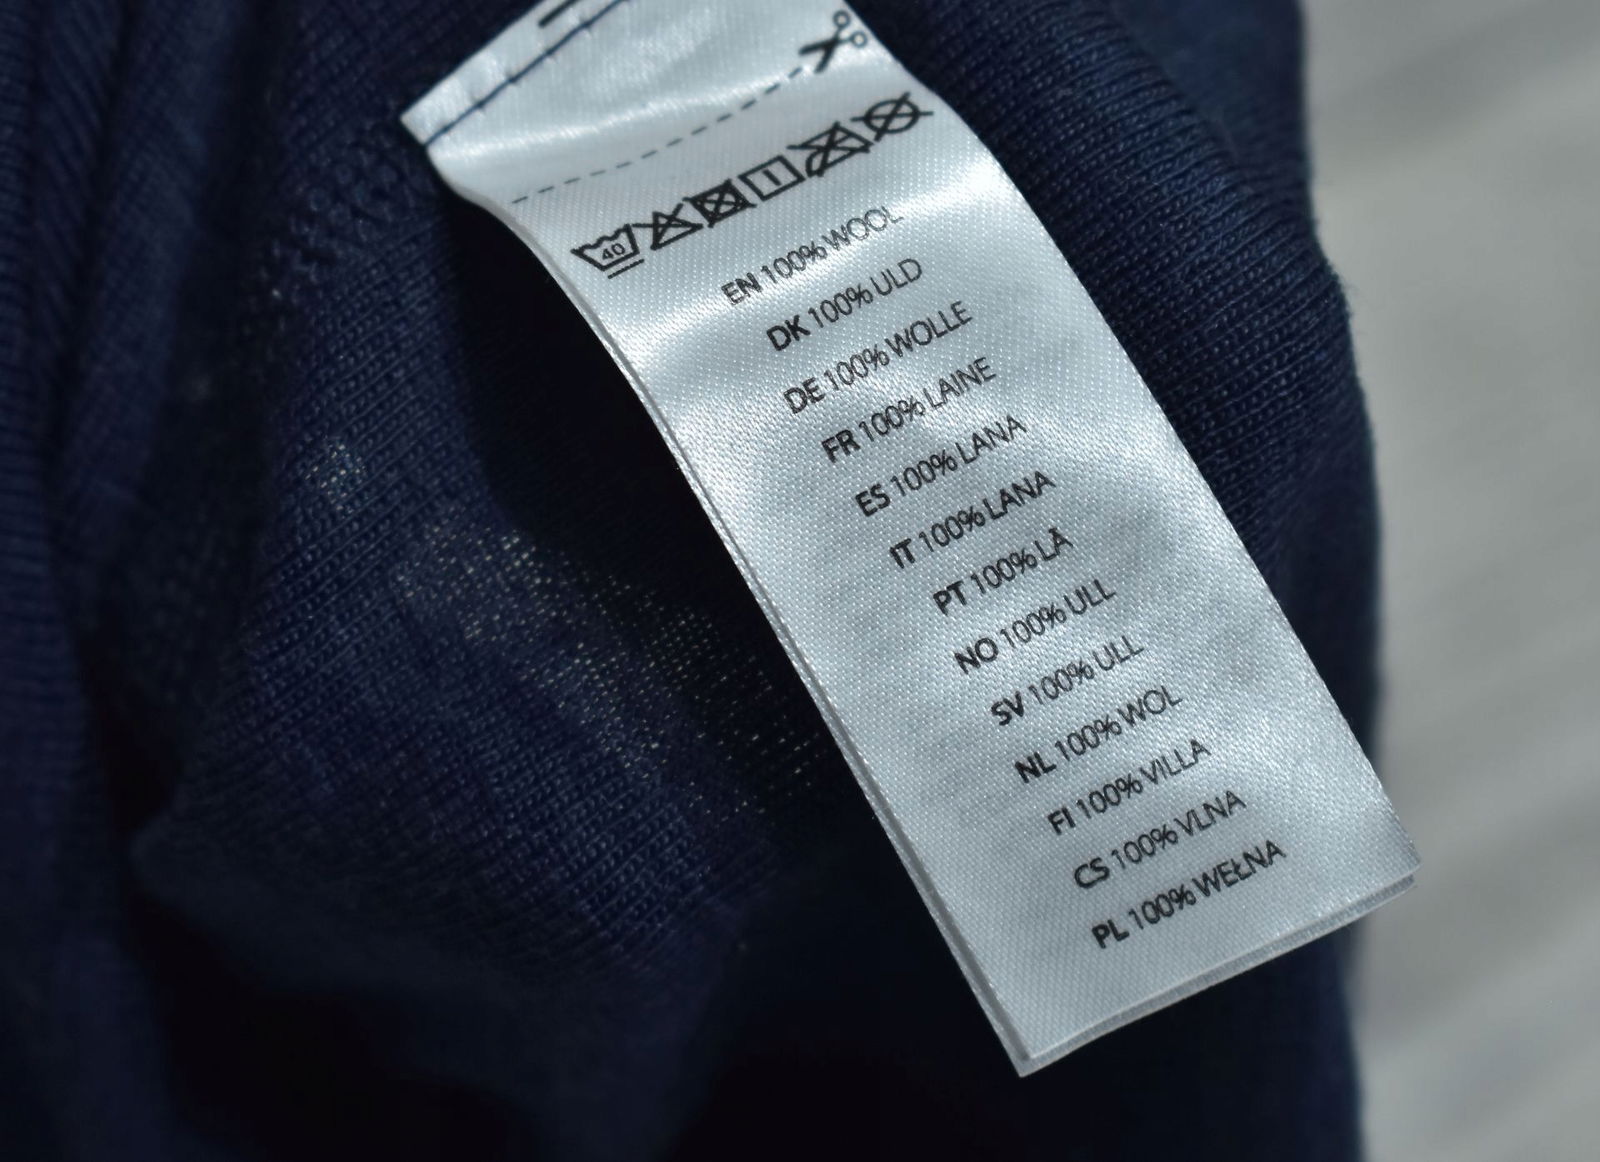 40
EN 100% WOOL
DK 100% ULD
DE 100% WOLLE
FR 100% LAINE
ES 100% LANA
IT 100% LANA
PT 100% LÃ
NO 100% ULL
SV 100% ULL
NL 100% WOL
FI 100% VILLA
CS 100% VLNA
PL 100% WEŁNA